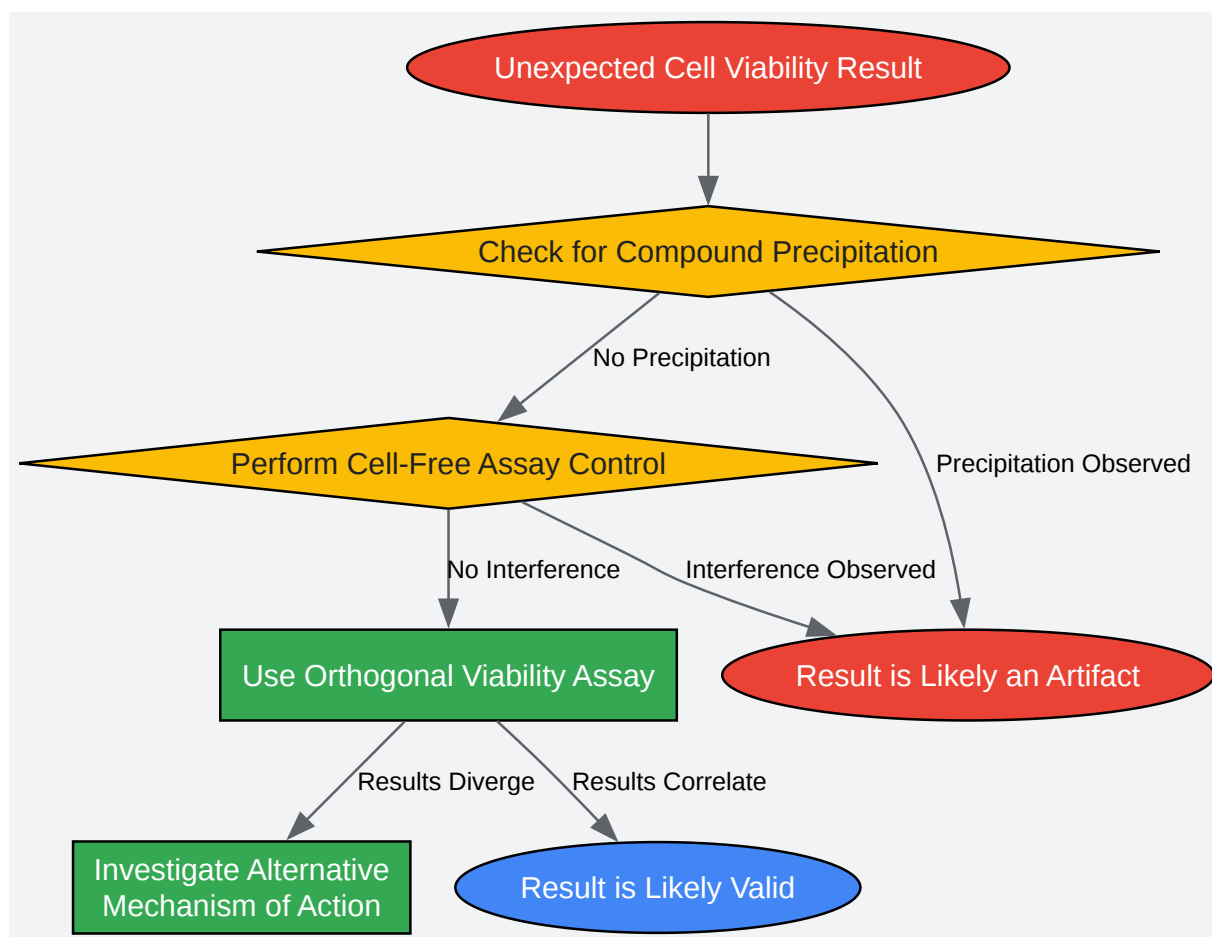 Unexpected Cell Viability Result
Check for Compound Precipitation
No Precipitation
Perform Cell-Free Assay Control
Precipitation Observed
No Interference
Interference Observed
Use Orthogonal Viability Assay
Result is Likely an Artifact
Results Diverge
Results Correlate
Investigate Alternative
Mechanism of Action
Result is Likely Valid